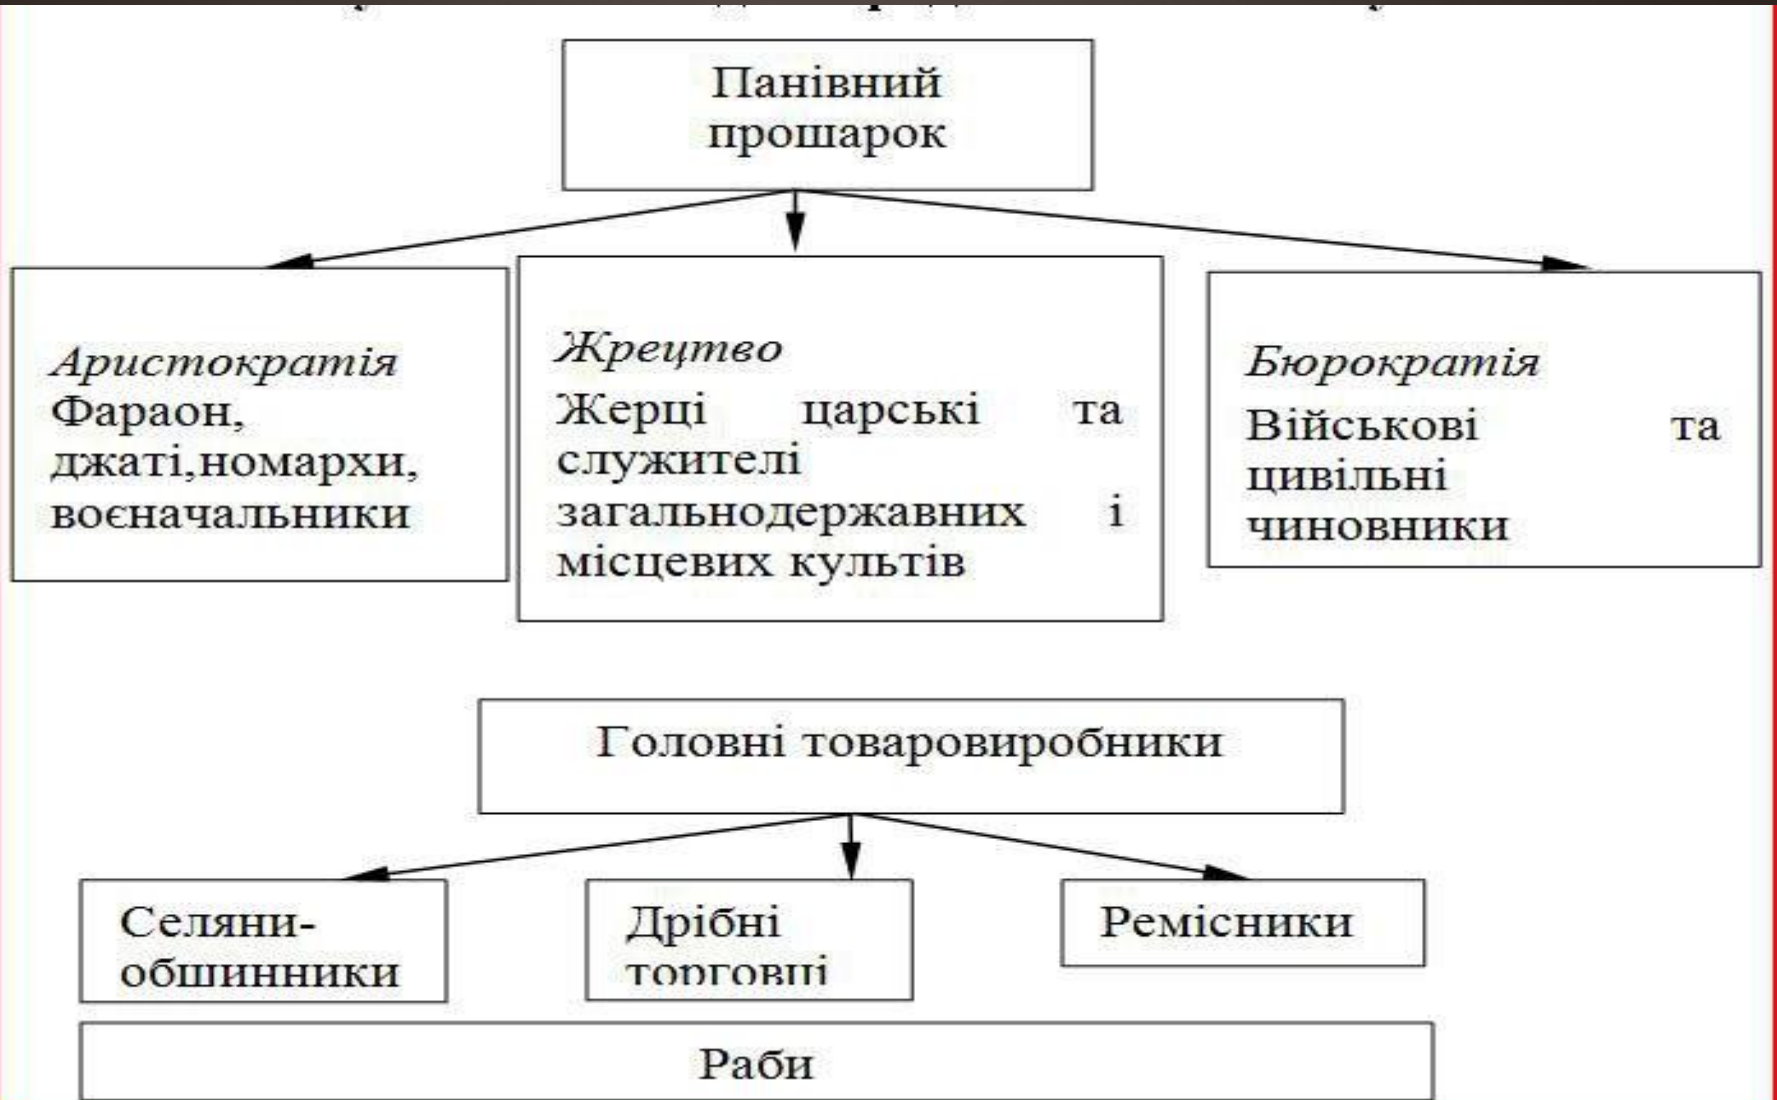 Панівний
прошарок
Аристократія
Фараон,
джаті,номархи,
воєначальники
Жрецтво
Жерці царські та
служителі
загальнодержавних і
місцевих культів
Бюрократія
Військові та
цивільні
чиновники
Головні товаровиробники
Селяни-
общинники
Дрібні
торговці
Ремісники
Раби